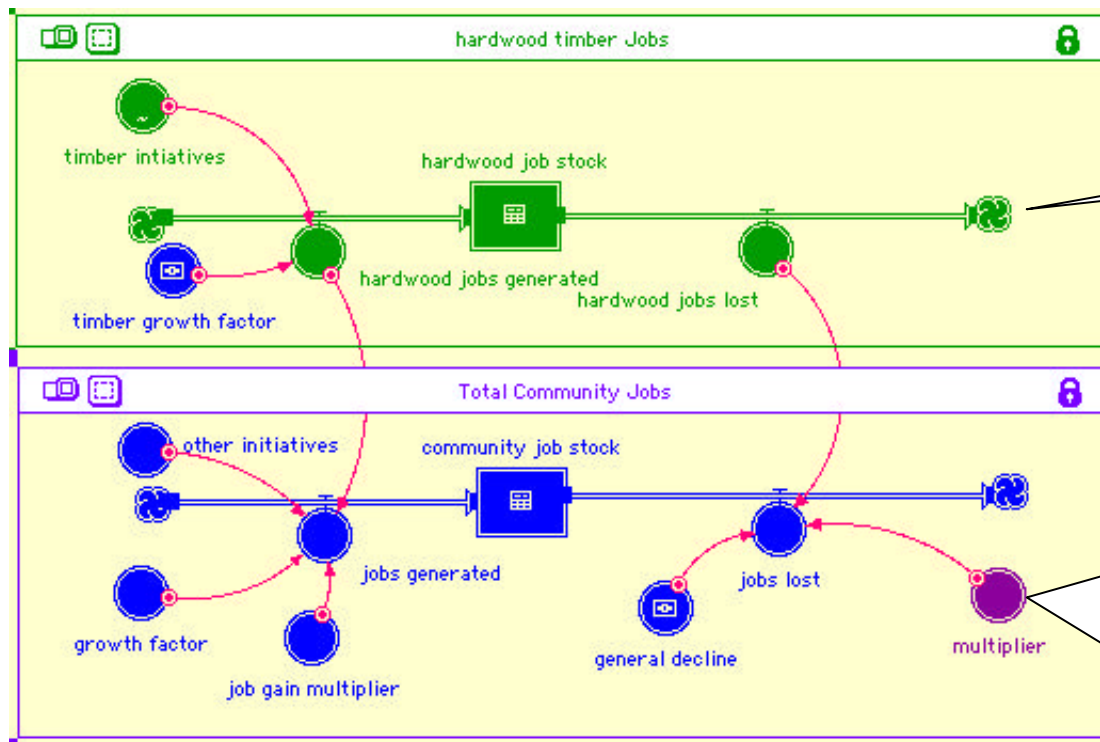 hardwood timber Jobs
timber intiatives
hardwood job stock
hardwood jobs generated
hardwood jobs lost
timber growth factor
Total Community Jobs
other initiatives
community job stock
jobs generated
jobs lost
growth factor
general decline
multiplier
job gain multiplier